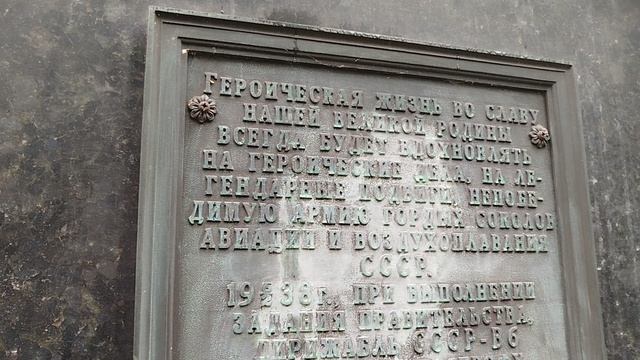 Героическая жизнь во славу
нашей великой родины
всегда будет вдохновлять
на героические дела, на ле-
гендарные подвиги непобе-
димую армию гордых соколов
авиации и воздухоплавания
СССР.
1938г. при выполнении
задания правительства,
дирижабль СССР-В6